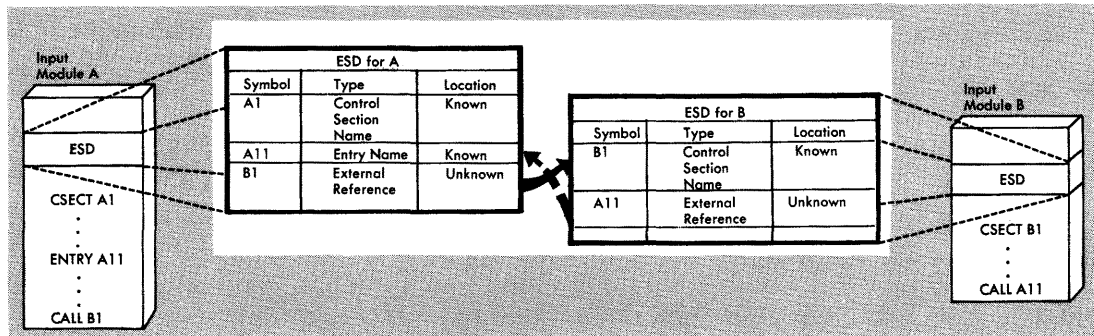 Input
Module A
ESD
CSECT A1
ENTRY A11
CALL B1
ESD for A
Symbol Type Location
A1 Control Section Name Known
A11 Entry Name Known
B1 External Reference Unknown
ESD for B
Symbol Type Location
B1 Control Section Name Known
A11 External Reference Unknown
Input
Module B
ESD
CSECT B1
CALL A11